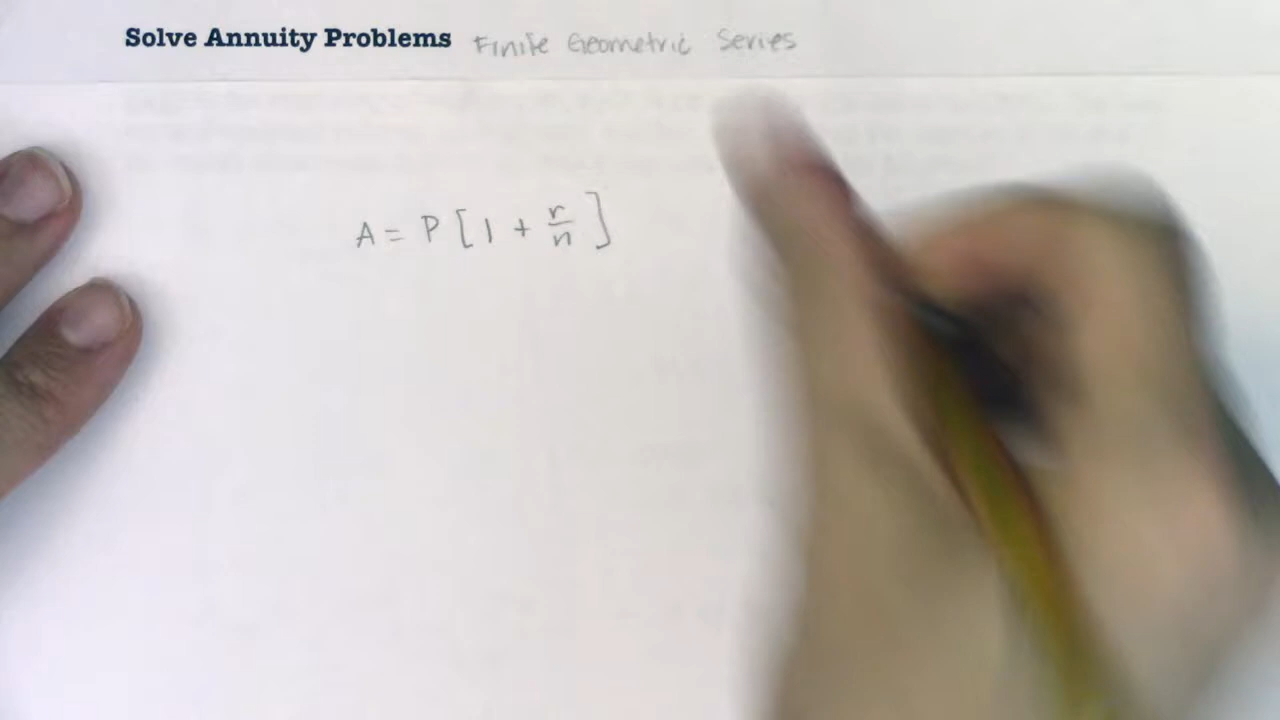 Solve Annuity Problems Finite Geometric Series
A = P [ 1 + r/n ]